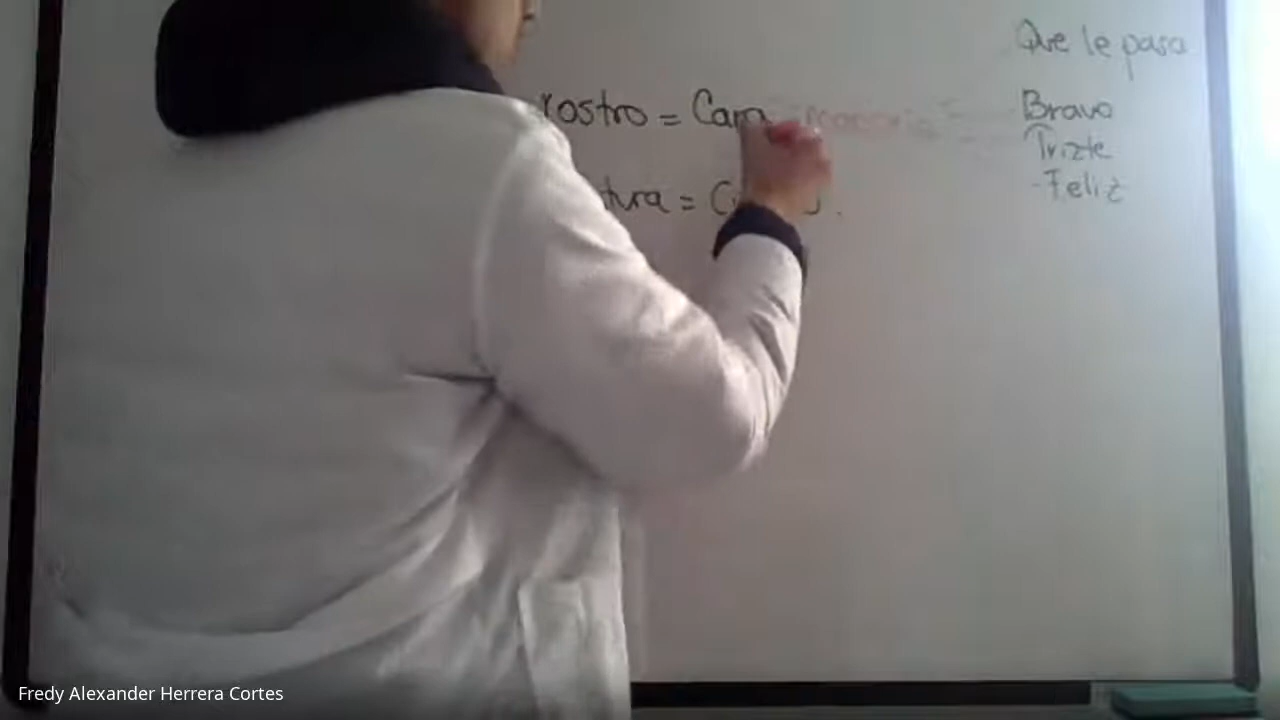 Que le pasa
rostro = Cara
Bravo
Trizte
-Feliz
tura =
Fredy Alexander Herrera Cortes